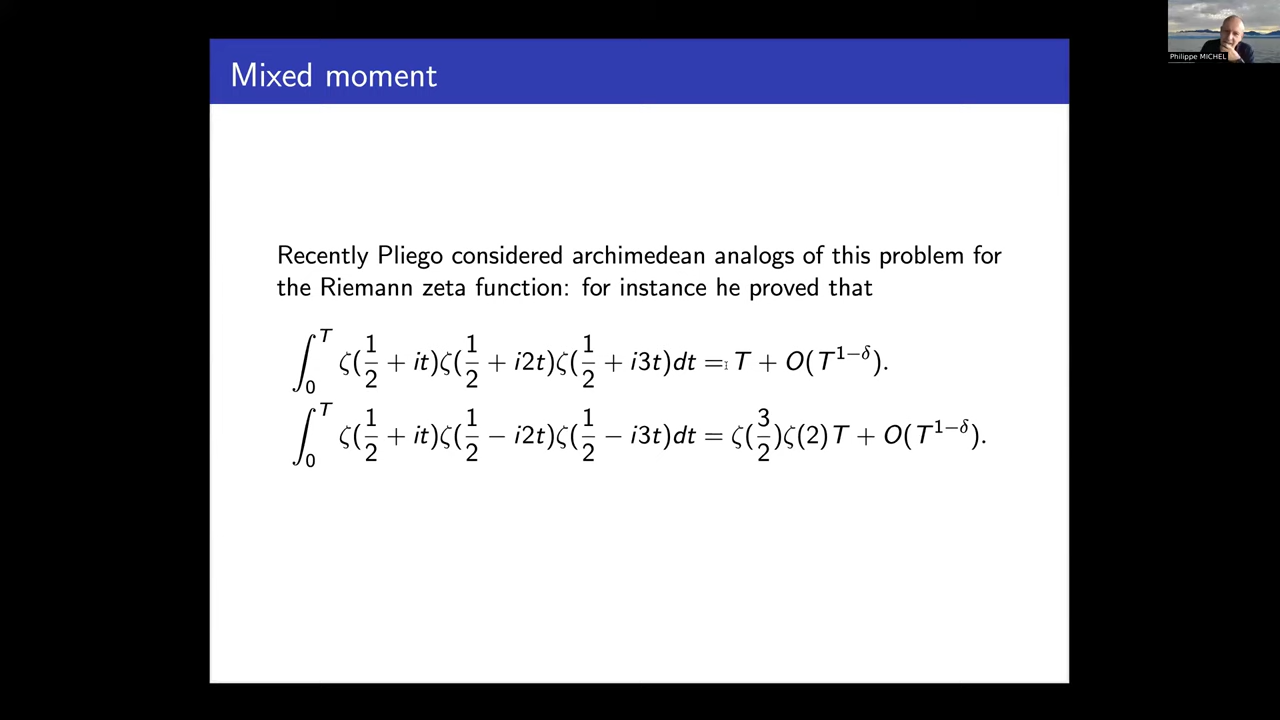 Philippe MICHEL
Mixed moment
Recently Pliego considered archimedean analogs of this problem for
the Riemann zeta function: for instance he proved that
∫₀ᵀ ζ(1/2 + it)ζ(1/2 + i2t)ζ(1/2 + i3t)dt = T + O(T^{1−δ}).
∫₀ᵀ ζ(1/2 + it)ζ(1/2 − i2t)ζ(1/2 − i3t)dt = ζ(3/2)ζ(2)T + O(T^{1−δ}).